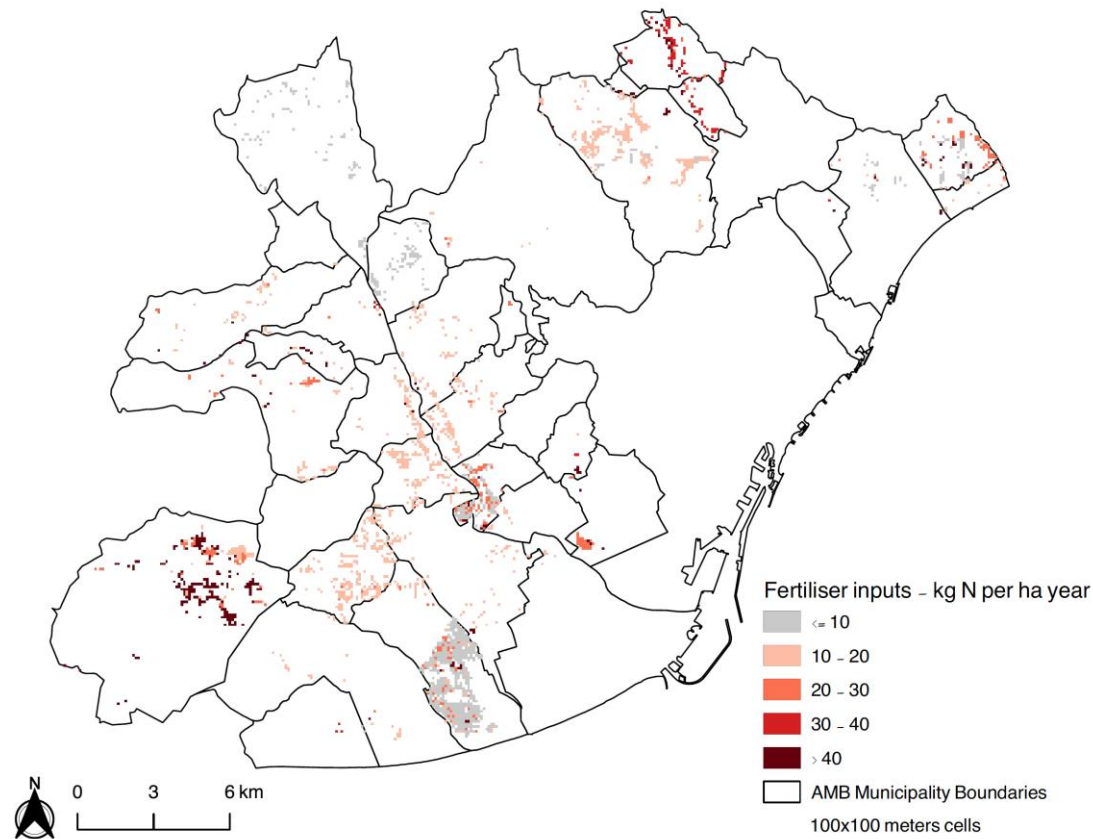 Fertiliser inputs – kg N per ha year
<= 10
10 – 20
20 – 30
30 – 40
> 40
AMB Municipality Boundaries
100x100 meters cells
N
0 3 6 km